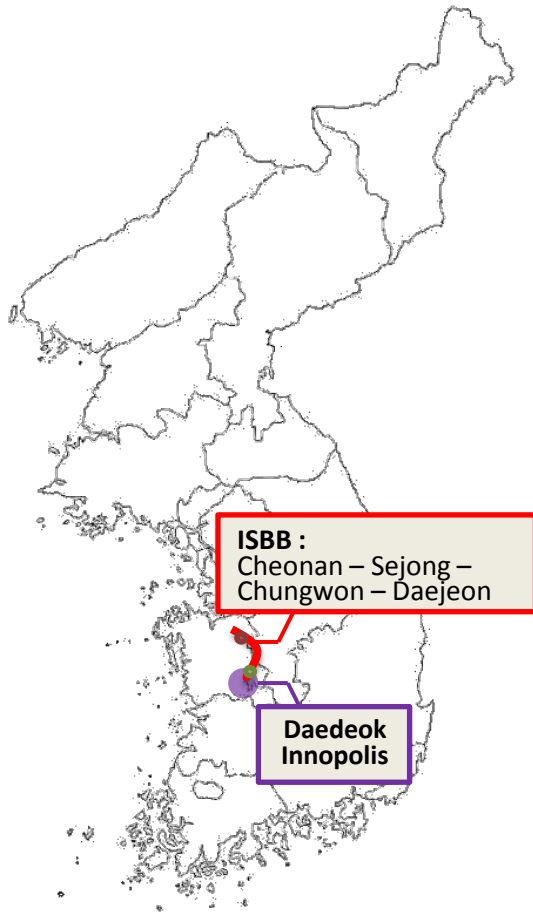 ISBB :
Cheonan – Sejong –
Chungwon – Daejeon
Daedeok
Innopolis